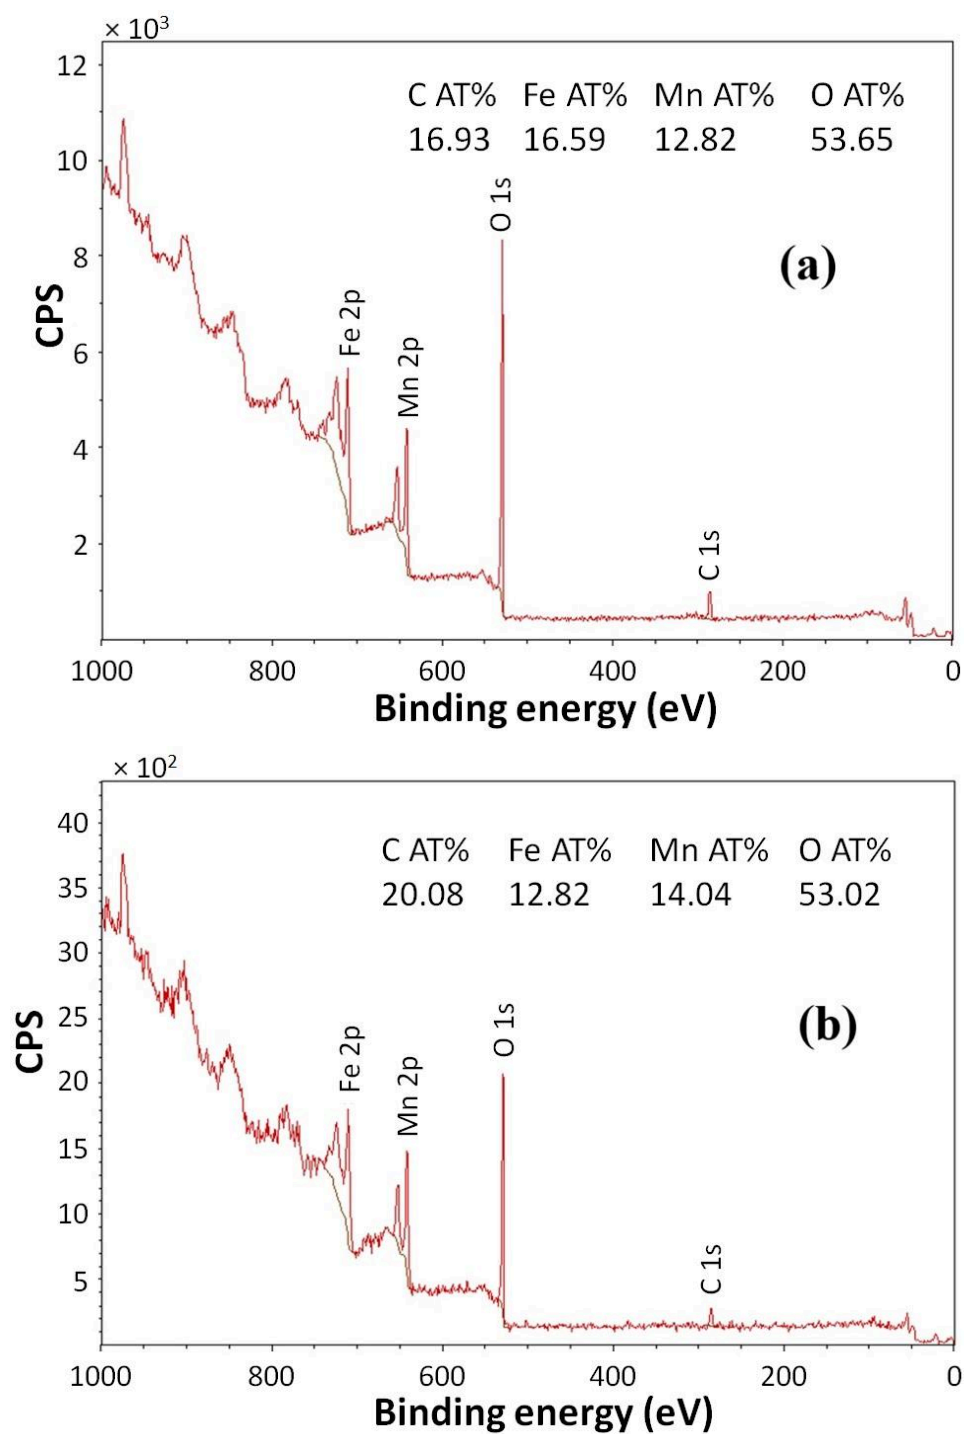 × 10³
12
10
8
6
4
2
CPS
C AT% Fe AT% Mn AT% O AT%
16.93 16.59 12.82 53.65
Fe 2p
Mn 2p
O 1s
C 1s
(a)
1000 800 600 400 200 0
Binding energy (eV)
× 10²
40
35
30
25
20
15
10
5
CPS
C AT% Fe AT% Mn AT% O AT%
20.08 12.82 14.04 53.02
Fe 2p
Mn 2p
O 1s
C 1s
(b)
1000 800 600 400 200 0
Binding energy (eV)